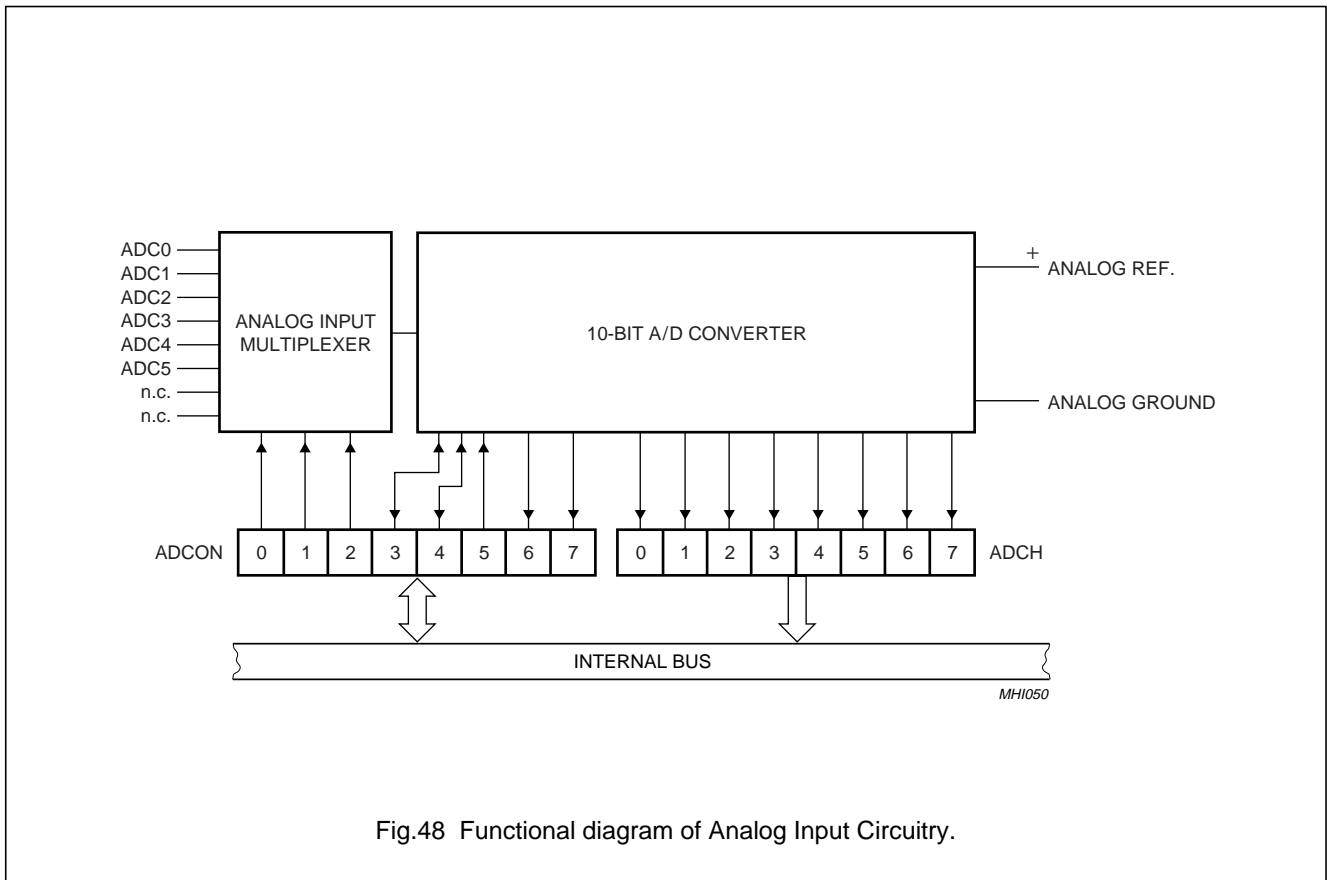 ADC0
ADC1
ADC2
ADC3
ADC4
ADC5
n.c.
n.c.
ANALOG INPUT
MULTIPLEXER
10-BIT A/D CONVERTER
+
ANALOG REF.
ANALOG GROUND
ADCON 0 1 2 3 4 5 6 7
0 1 2 3 4 5 6 7 ADCH
INTERNAL BUS
MHI050
Fig.48 Functional diagram of Analog Input Circuitry.